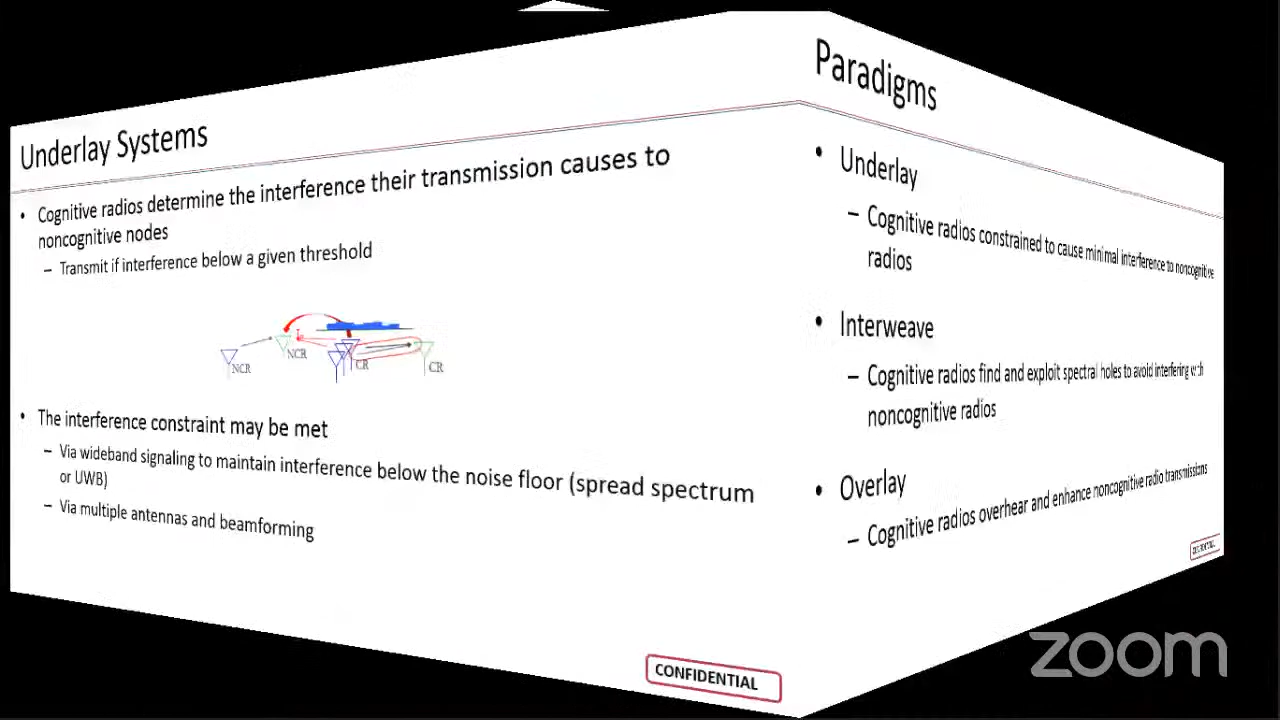 Underlay Systems
• Cognitive radios determine the interference their transmission causes to
noncognitive nodes
– Transmit if interference below a given threshold
NCR
NCR
CR
CR
• The interference constraint may be met
– Via wideband signaling to maintain interference below the noise floor (spread spectrum
or UWB)
– Via multiple antennas and beamforming
CONFIDENTIAL
Paradigms
• Underlay
– Cognitive radios constrained to cause minimal interference to noncognitive
radios
• Interweave
– Cognitive radios find and exploit spectral holes to avoid interfering with
noncognitive radios
• Overlay
– Cognitive radios overhear and enhance noncognitive radio transmissions
CONFIDENTIAL
zoom